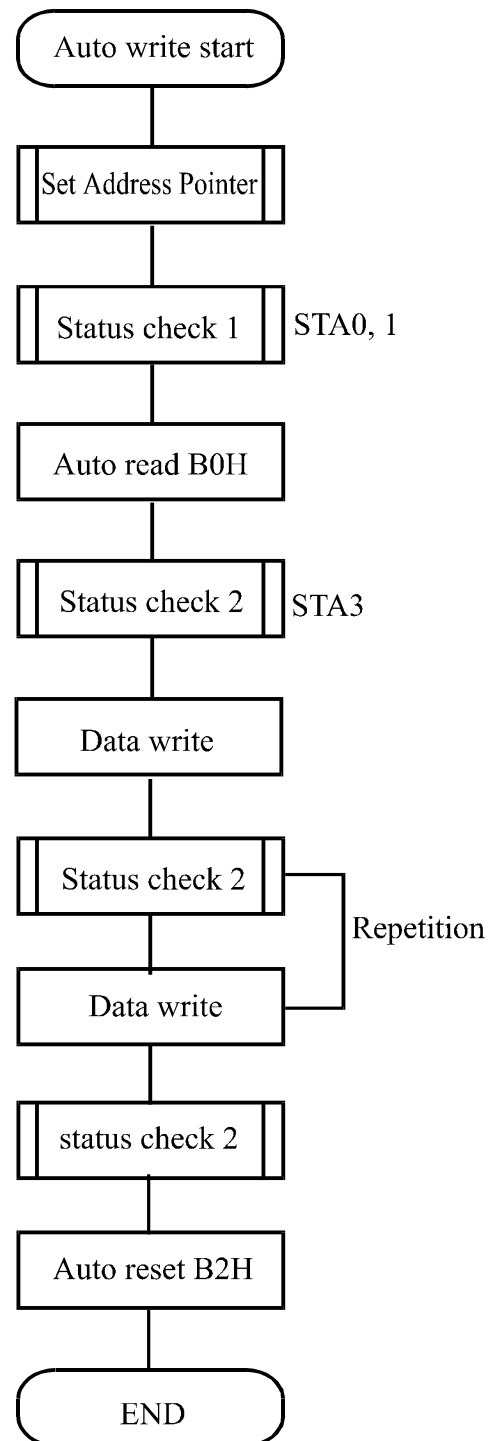 Auto write start
Set Address Pointer
Status check 1
STA0, 1
Auto read B0H
Status check 2
STA3
Data write
Status check 2
Repetition
Data write
status check 2
Auto reset B2H
END